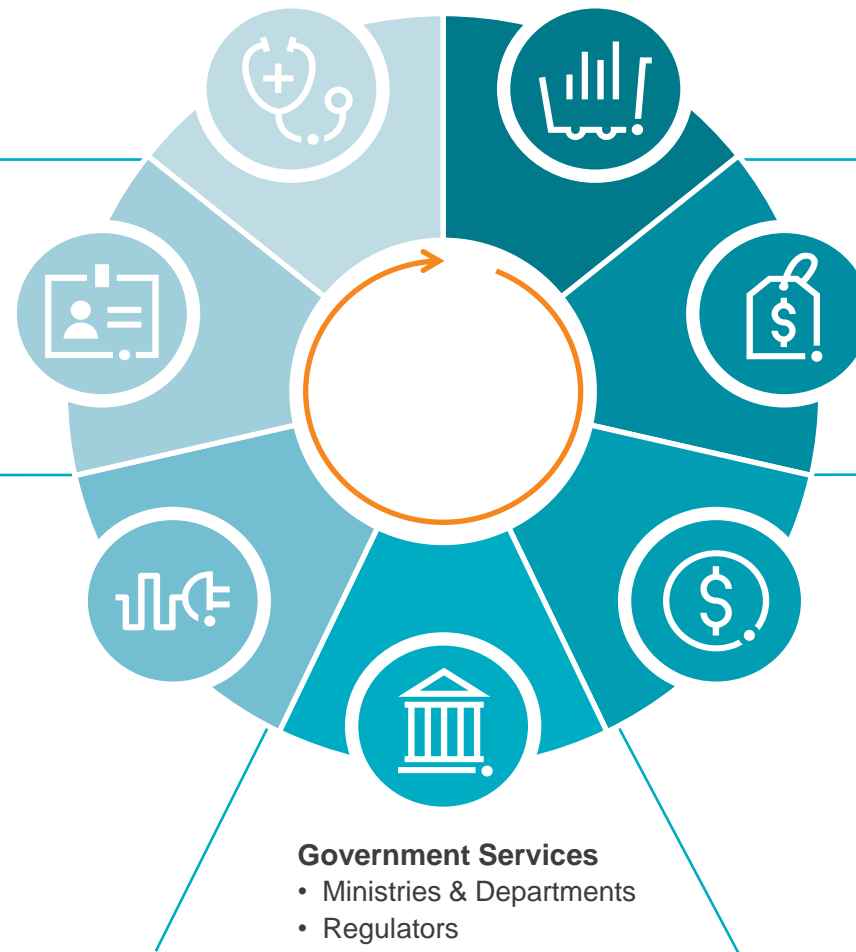 Government Services
• Ministries & Departments
• Regulators